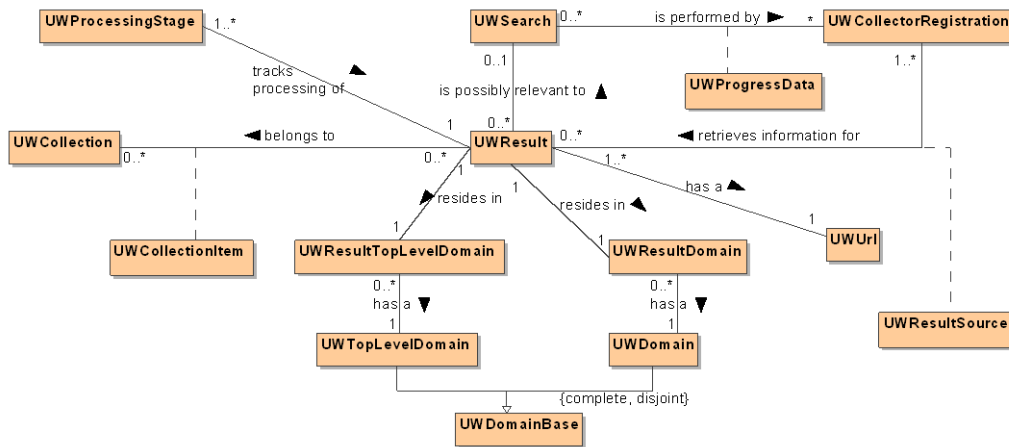 UWProcessingStage
1..*
UWSearch
0..*
is performed by
*
UWCollectorRegistration
0..1
1..*
tracks
processing of
UWProgressData
is possibly relevant to
1
0..*
UWCollection
belongs to
UWResult
0..*
retrieves information for
0..*
0..*
1
1
1..*
has a
resides in
resides in
1
1
1
UWUrl
UWCollectionItem
UWResultTopLevelDomain
UWResultDomain
0..*
has a
1
0..*
has a
1
UWResultSource
UWTopLevelDomain
UWDomain
{complete, disjoint}
UWDomainBase